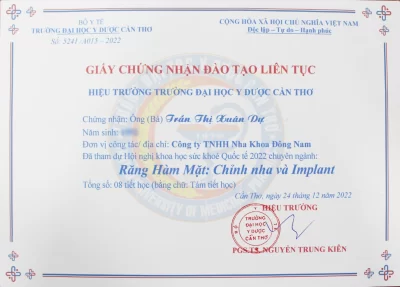 BỘ Y TẾ
TRƯỜNG ĐẠI HỌC Y DƯỢC CẦN THƠ
Số: 5241 -A015 - 2022
CỘNG HÒA XÃ HỘI CHỦ NGHĨA VIỆT NAM
Độc lập – Tự do – Hạnh phúc
GIẤY CHỨNG NHẬN ĐÀO TẠO LIÊN TỤC
HIỆU TRƯỞNG TRƯỜNG ĐẠI HỌC Y DƯỢC CẦN THƠ
Chứng nhận: Ông (Bà) Trần Thị Xuân Dự
Năm sinh:
Đơn vị công tác/ địa chỉ: Công ty TNHH Nha Khoa Đông Nam
Đã tham dự Hội nghị khoa học sức khoẻ Quốc tế 2022 chuyên ngành:
Răng Hàm Mặt: Chỉnh nha và Implant
Tổng số: 08 tiết học (bằng chữ: Tám tiết học)
Cần Thơ, ngày 24 tháng 12 năm 2022
HIỆU TRƯỞNG
TRƯỜNG
ĐẠI HỌC
Y DƯỢC
CẦN THƠ
PGS.TS. NGUYỄN TRUNG KIÊN